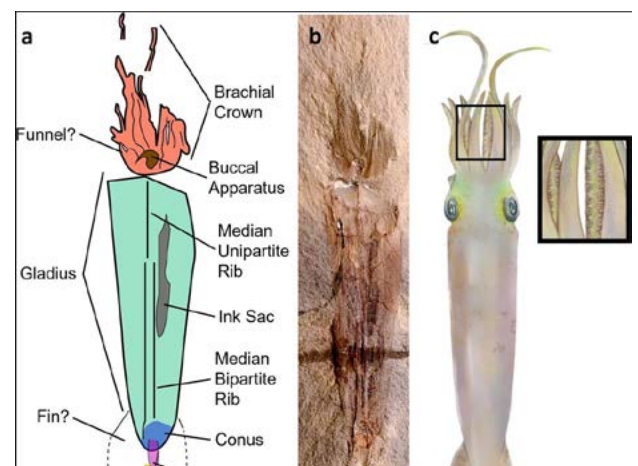 a
b
c
Brachial
Crown
Funnel?
Buccal
Apparatus
Median
Unipartite
Rib
Gladius
Ink Sac
Median
Bipartite
Rib
Fin?
Conus